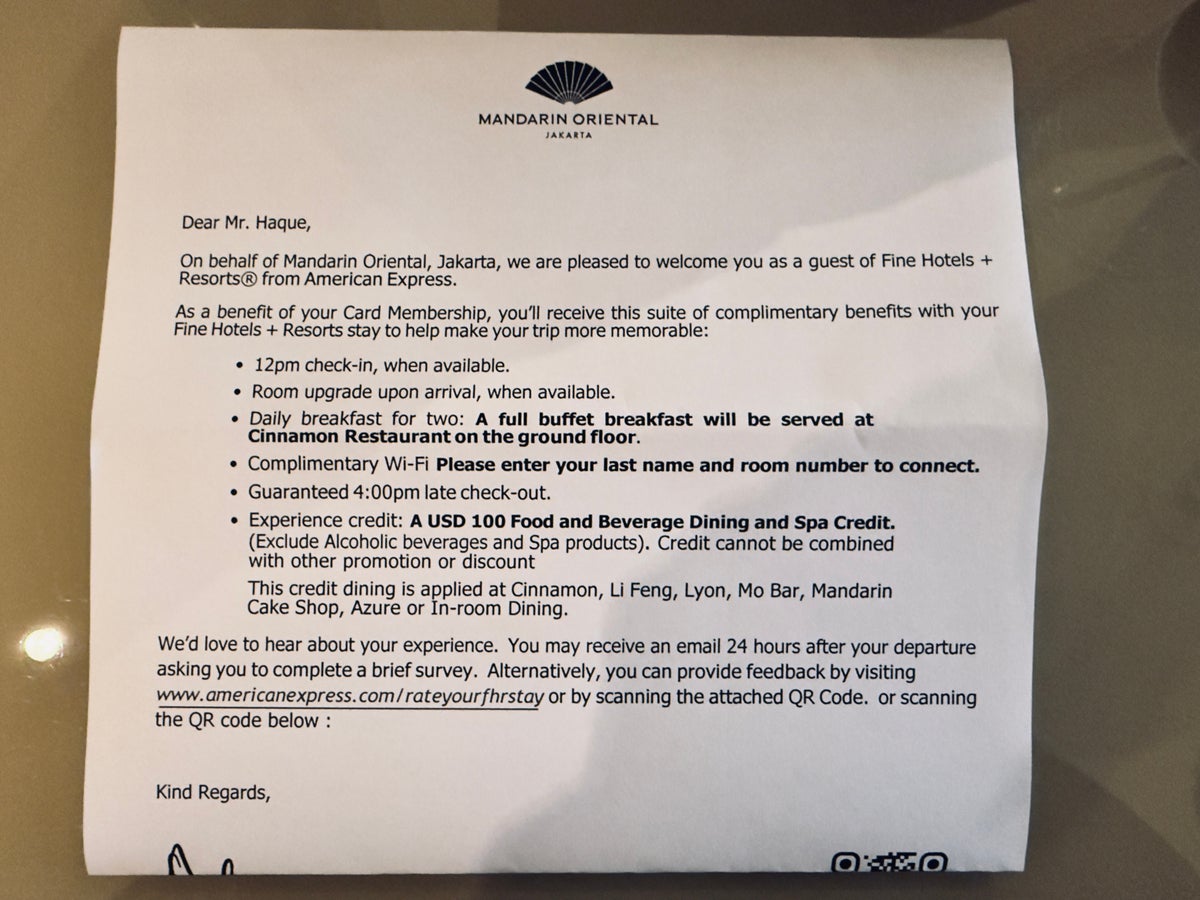 MANDARIN ORIENTAL
JAKARTA
Dear Mr. Haque,
On behalf of Mandarin Oriental, Jakarta, we are pleased to welcome you as a guest of Fine Hotels +
Resorts® from American Express.
As a benefit of your Card Membership, you'll receive this suite of complimentary benefits with your
Fine Hotels + Resorts stay to help make your trip more memorable:
• 12pm check-in, when available.
• Room upgrade upon arrival, when available.
• Daily breakfast for two: A full buffet breakfast will be served at
Cinnamon Restaurant on the ground floor.
• Complimentary Wi-Fi Please enter your last name and room number to connect.
• Guaranteed 4:00pm late check-out.
• Experience credit: A USD 100 Food and Beverage Dining and Spa Credit.
(Exclude Alcoholic beverages and Spa products). Credit cannot be combined
with other promotion or discount
This credit dining is applied at Cinnamon, Li Feng, Lyon, Mo Bar, Mandarin
Cake Shop, Azure or In-room Dining.
We'd love to hear about your experience. You may receive an email 24 hours after your departure
asking you to complete a brief survey. Alternatively, you can provide feedback by visiting
www.americanexpress.com/rateyourfhrstay or by scanning the attached QR Code. or scanning
the QR code below :
Kind Regards,